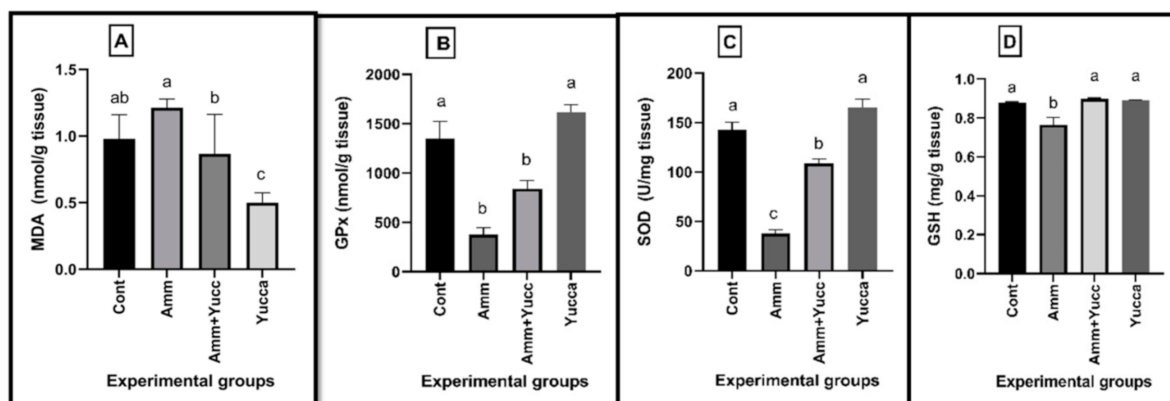 A
MDA (nmol/g tissue)
1.5
1.0
0.5
0.0
ab
a
b
c
Cont
Amm
Amm+Yucc
Yucca
Experimental groups
B
GPx (nmol/g tissue)
2000
1500
1000
500
0
a
b
b
a
Cont
Amm
Amm+Yucc
Yucca
Experimental groups
C
SOD (U/mg tissue)
200
150
100
50
0
a
c
b
a
Cont
Amm
Amm+Yucc
Yucca
Experimental groups
D
GSH (mg/g tissue)
1.0
0.8
0.6
0.4
0.2
0.0
a
b
a
a
Cont
Amm
Amm+Yucc
Yucca
Experimental groups